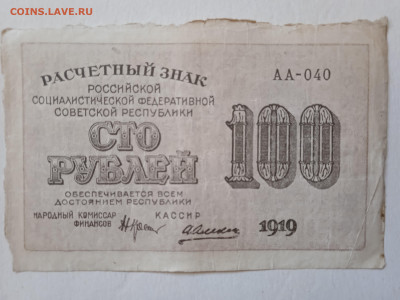 COINS.LAVE.RU
РАСЧЕТНЫЙ ЗНАК
РОССИЙСКОЙ
СОЦИАЛИСТИЧЕСКОЙ ФЕДЕРАТИВНОЙ
СОВЕТСКОЙ РЕСПУБЛИКИ
СТО
РУБЛЕЙ
ОБЕСПЕЧИВАЕТСЯ ВСЕМ
ДОСТОЯНИЕМ РЕСПУБЛИКИ
НАРОДНЫЙ КОМИССАР
ФИНАНСОВ
КАССИР
АА-040
100
1919